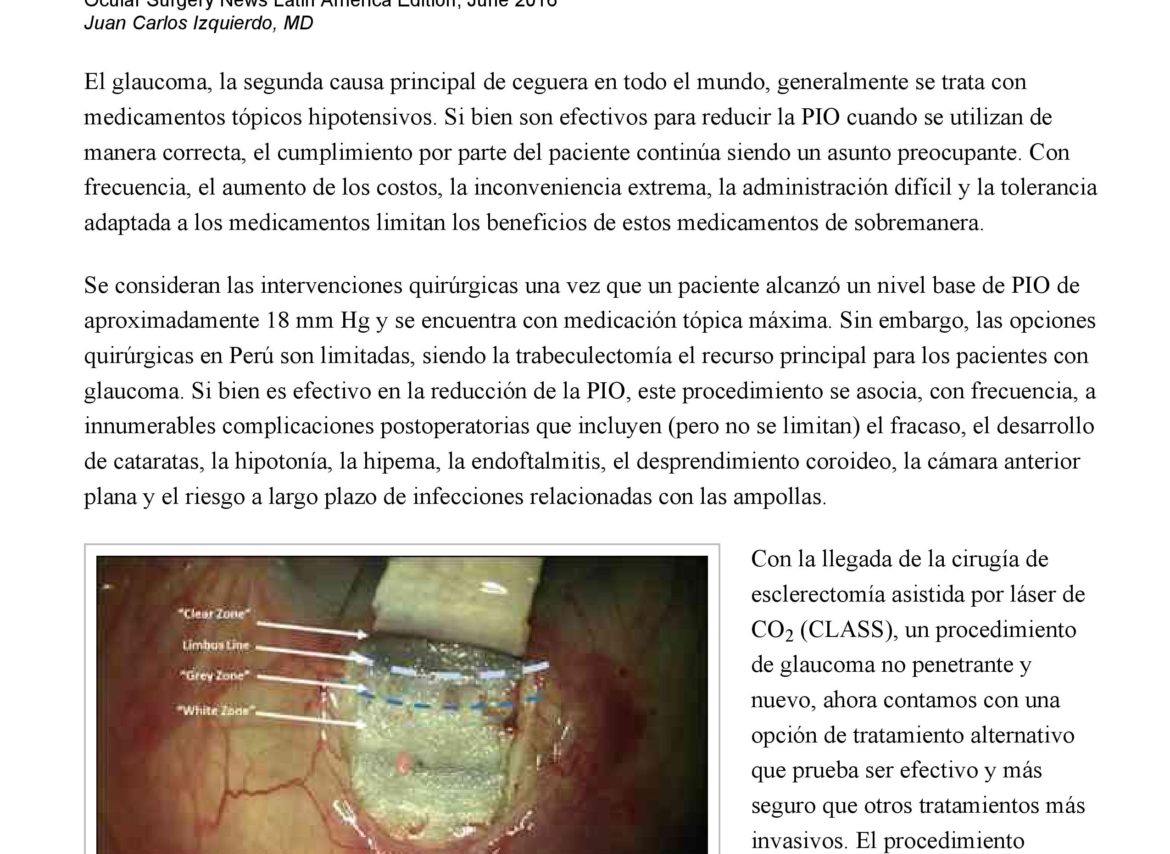 Ocular Surgery News Latin America Edition, June 2016
Juan Carlos Izquierdo, MD
El glaucoma, la segunda causa principal de ceguera en todo el mundo, generalmente se trata con
medicamentos tópicos hipotensivos. Si bien son efectivos para reducir la PIO cuando se utilizan de
manera correcta, el cumplimiento por parte del paciente continúa siendo un asunto preocupante. Con
frecuencia, el aumento de los costos, la inconveniencia extrema, la administración difícil y la tolerancia
adaptada a los medicamentos limitan los beneficios de estos medicamentos de sobremanera.
Se consideran las intervenciones quirúrgicas una vez que un paciente alcanzó un nivel base de PIO de
aproximadamente 18 mm Hg y se encuentra con medicación tópica máxima. Sin embargo, las opciones
quirúrgicas en Perú son limitadas, siendo la trabeculectomía el recurso principal para los pacientes con
glaucoma. Si bien es efectivo en la reducción de la PIO, este procedimiento se asocia, con frecuencia, a
innumerables complicaciones postoperatorias que incluyen (pero no se limitan) el fracaso, el desarrollo
de cataratas, la hipotonía, la hipema, la endoftalmitis, el desprendimiento coroideo, la cámara anterior
plana y el riesgo a largo plazo de infecciones relacionadas con las ampollas.
"Clear Zone"
Limbus Line
"Grey Zone"
"White Zone"
Con la llegada de la cirugía de
esclerectomía asistida por láser de
CO₂ (CLASS), un procedimiento
de glaucoma no penetrante y
nuevo, ahora contamos con una
opción de tratamiento alternativo
que prueba ser efectivo y más
seguro que otros tratamientos más
invasivos. El procedimiento